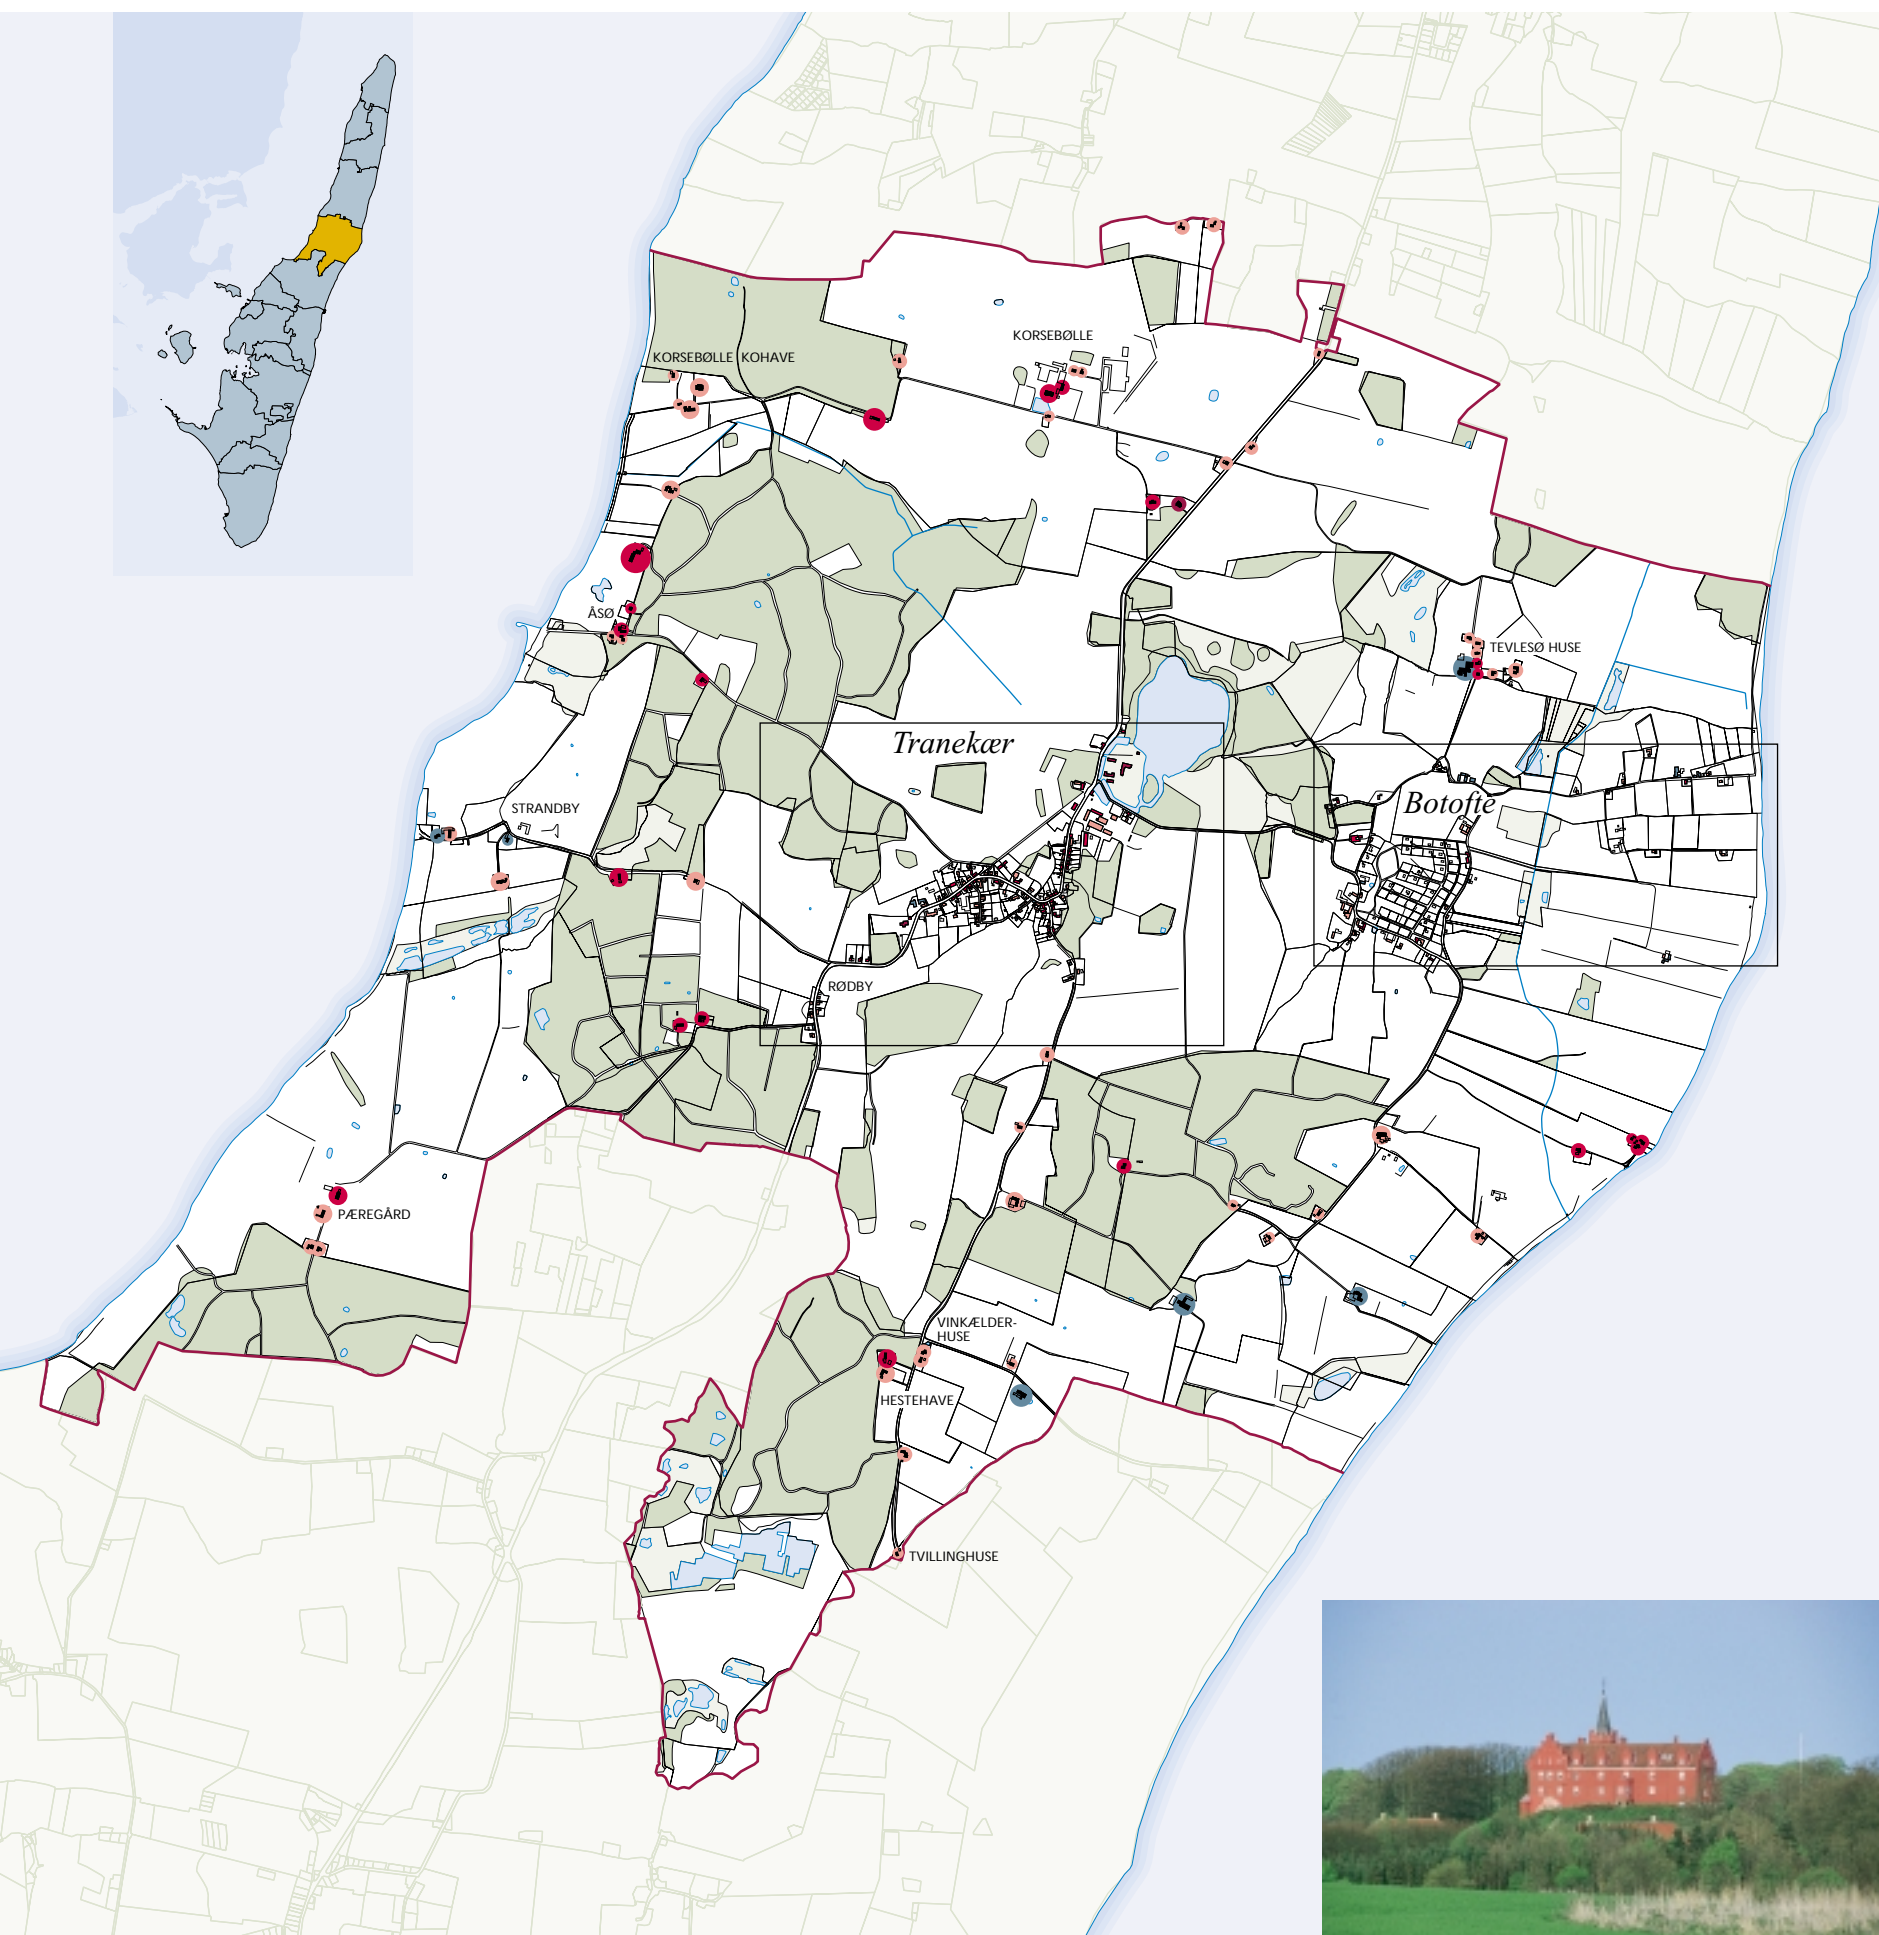 KORSEBØLLE
KORSEBØLLE KOHAVE
ÅSØ
TEVLESØ HUSE
Tranekær
Botofte
STRANDBY
RØDBY
PÆREGÅRD
VINKÆLDER-
HUSE
HESTEHAVE
TVILLINGHUSE